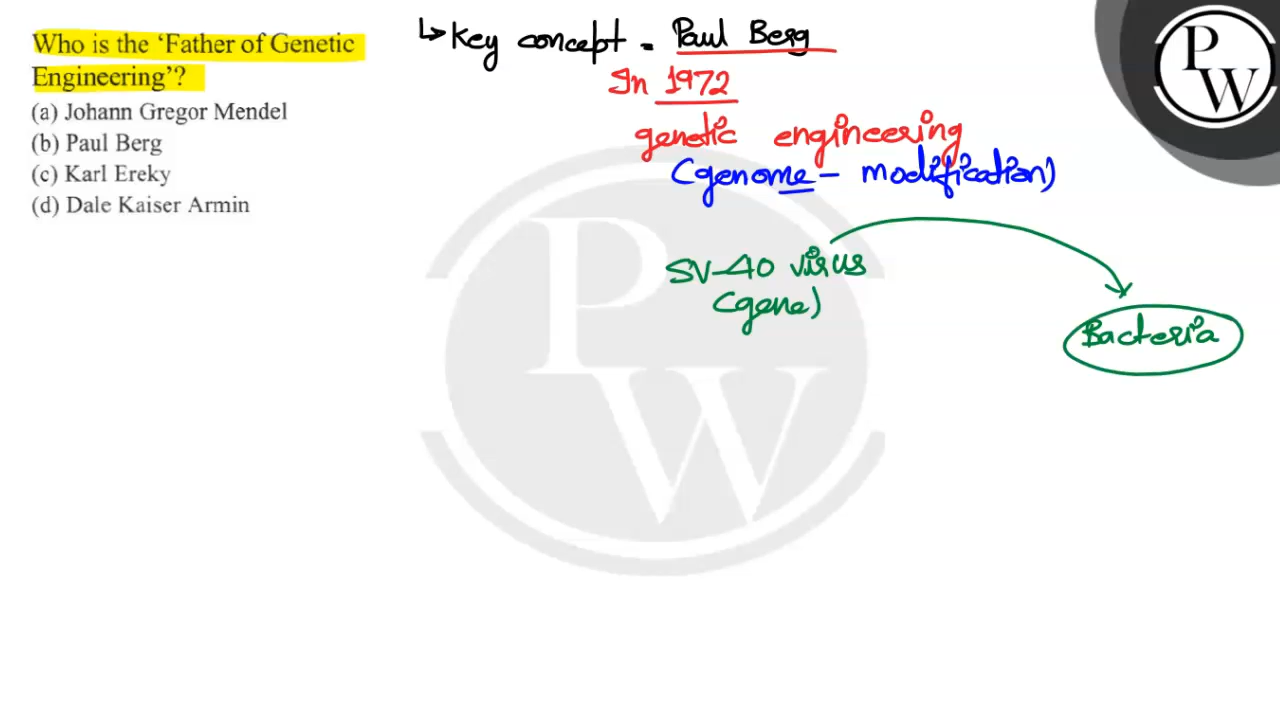 Who is the ‘Father of Genetic
Engineering’?
(a) Johann Gregor Mendel
(b) Paul Berg
(c) Karl Ereky
(d) Dale Kaiser Armin
↳ Key concept = Paul Berg
In 1972
genetic engineering
(genome - modification)
SV-40 virus
(gene)
Bacteria
P
W
P
W